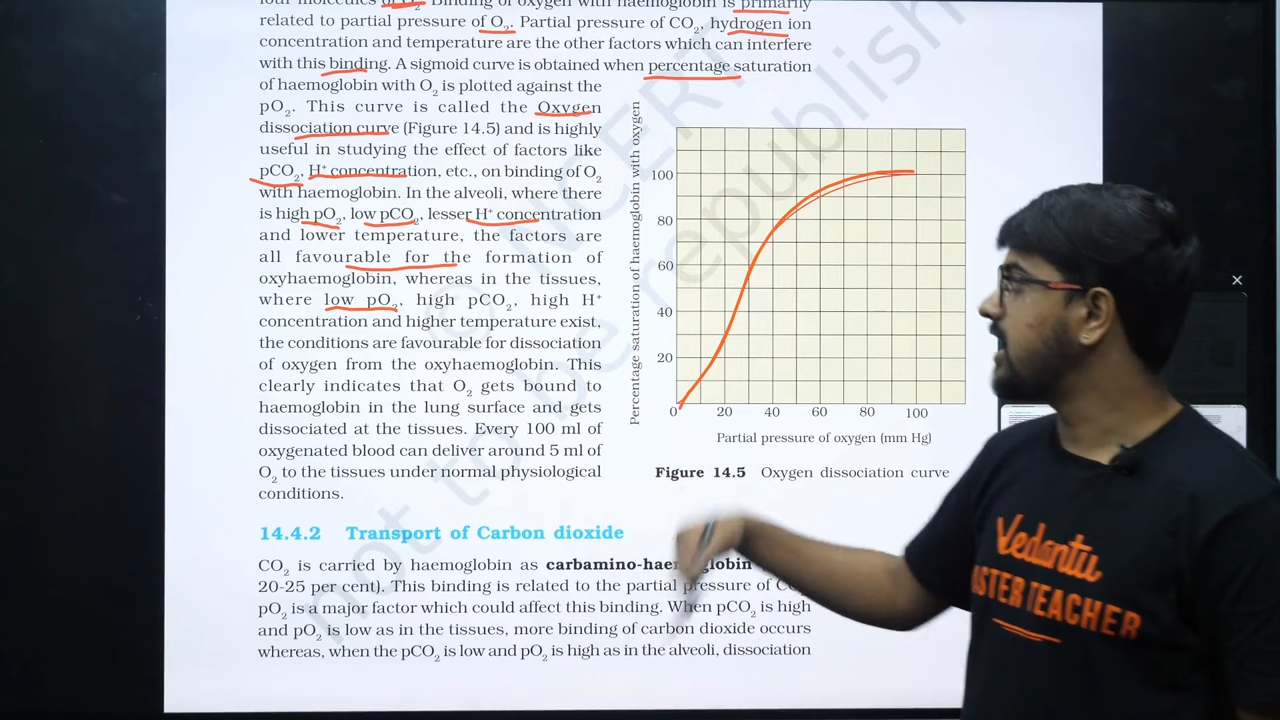 four molecules of O₂. Binding of oxygen with haemoglobin is primarily
related to partial pressure of O₂. Partial pressure of CO₂, hydrogen ion
concentration and temperature are the other factors which can interfere
with this binding. A sigmoid curve is obtained when percentage saturation
of haemoglobin with O₂ is plotted against the
pO₂. This curve is called the Oxygen
dissociation curve (Figure 14.5) and is highly
useful in studying the effect of factors like
pCO₂, H⁺ concentration, etc., on binding of O₂
with haemoglobin. In the alveoli, where there
is high pO₂, low pCO₂, lesser H⁺ concentration
and lower temperature, the factors are
all favourable for the formation of
oxyhaemoglobin, whereas in the tissues,
where low pO₂, high pCO₂, high H⁺
concentration and higher temperature exist,
the conditions are favourable for dissociation
of oxygen from the oxyhaemoglobin. This
clearly indicates that O₂ gets bound to
haemoglobin in the lung surface and gets
dissociated at the tissues. Every 100 ml of
oxygenated blood can deliver around 5 ml of
O₂ to the tissues under normal physiological
conditions.
Percentage saturation of haemoglobin with oxygen
100
80
60
40
20
0
20 40 60 80 100
Partial pressure of oxygen (mm Hg)
Figure 14.5 Oxygen dissociation curve
14.4.2 Transport of Carbon dioxide
CO₂ is carried by haemoglobin as carbamino-haemoglobin
20-25 per cent). This binding is related to the partial pressure of CO₂
pO₂ is a major factor which could affect this binding. When pCO₂ is high
and pO₂ is low as in the tissues, more binding of carbon dioxide occurs
whereas, when the pCO₂ is low and pO₂ is high as in the alveoli, dissociation
© NCERT
not to be republish
Vedantu
MASTER TEACHER